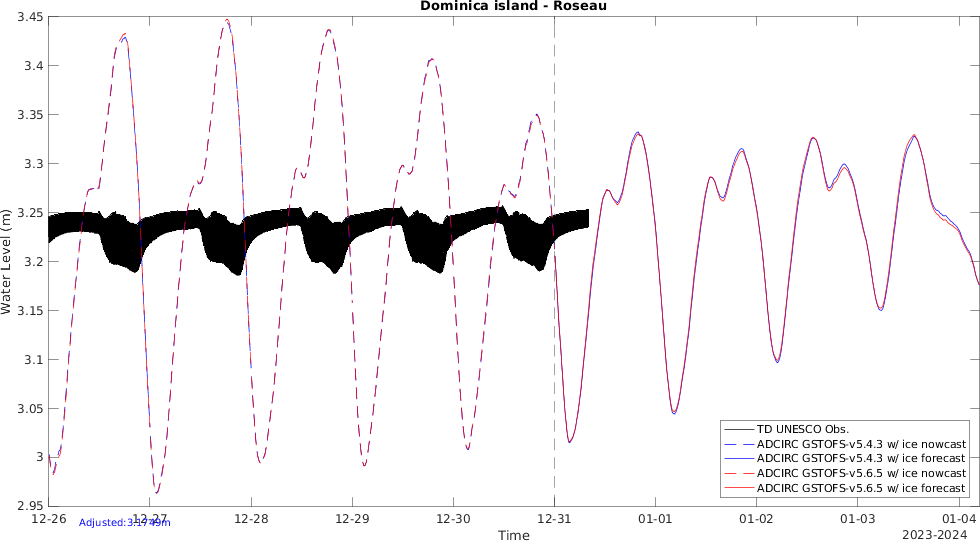 Dominica island - Roseau
3.45
3.4
3.35
3.3
3.25
3.2
3.15
3.1
3.05
3
2.95
Water Level (m)
TD UNESCO Obs.
ADCIRC GSTOFS-v5.4.3 w/ ice nowcast
ADCIRC GSTOFS-v5.4.3 w/ ice forecast
ADCIRC GSTOFS-v5.6.5 w/ ice nowcast
ADCIRC GSTOFS-v5.6.5 w/ ice forecast
12-26 12-27 12-28 12-29 12-30 12-31 01-01 01-02 01-03 01-04
Adjusted:3.1749m
Time
2023-2024